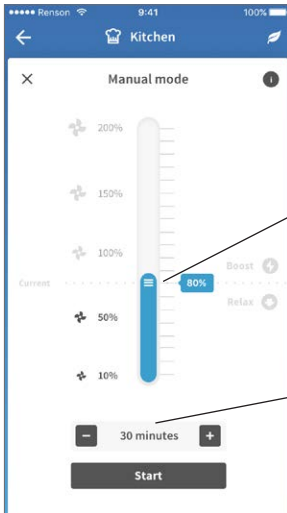 Renson 9:41 100%
Kitchen
Manual mode
200%
150%
100%
Boost
Current 80%
Relax
50%
10%
30 minutes
Start